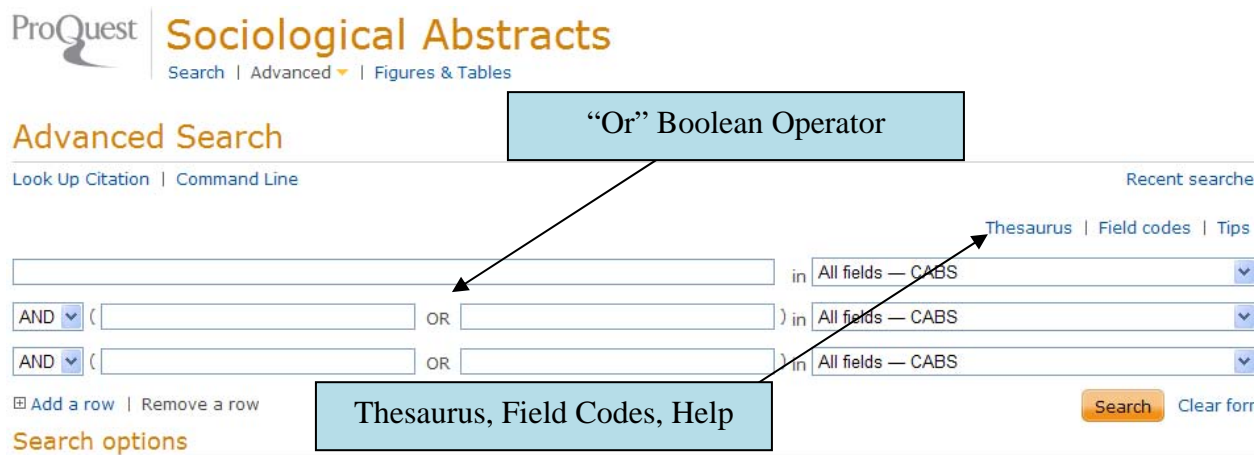 ProQuest
Sociological Abstracts
Search | Advanced | Figures & Tables
“Or” Boolean Operator
Advanced Search
Look Up Citation | Command Line
Recent searche
Thesaurus | Field codes | Tips
in All fields — CABS
AND ( OR ) in All fields — CABS
AND ( OR ) in All fields — CABS
Add a row | Remove a row
Thesaurus, Field Codes, Help
Search Clear forr
Search options